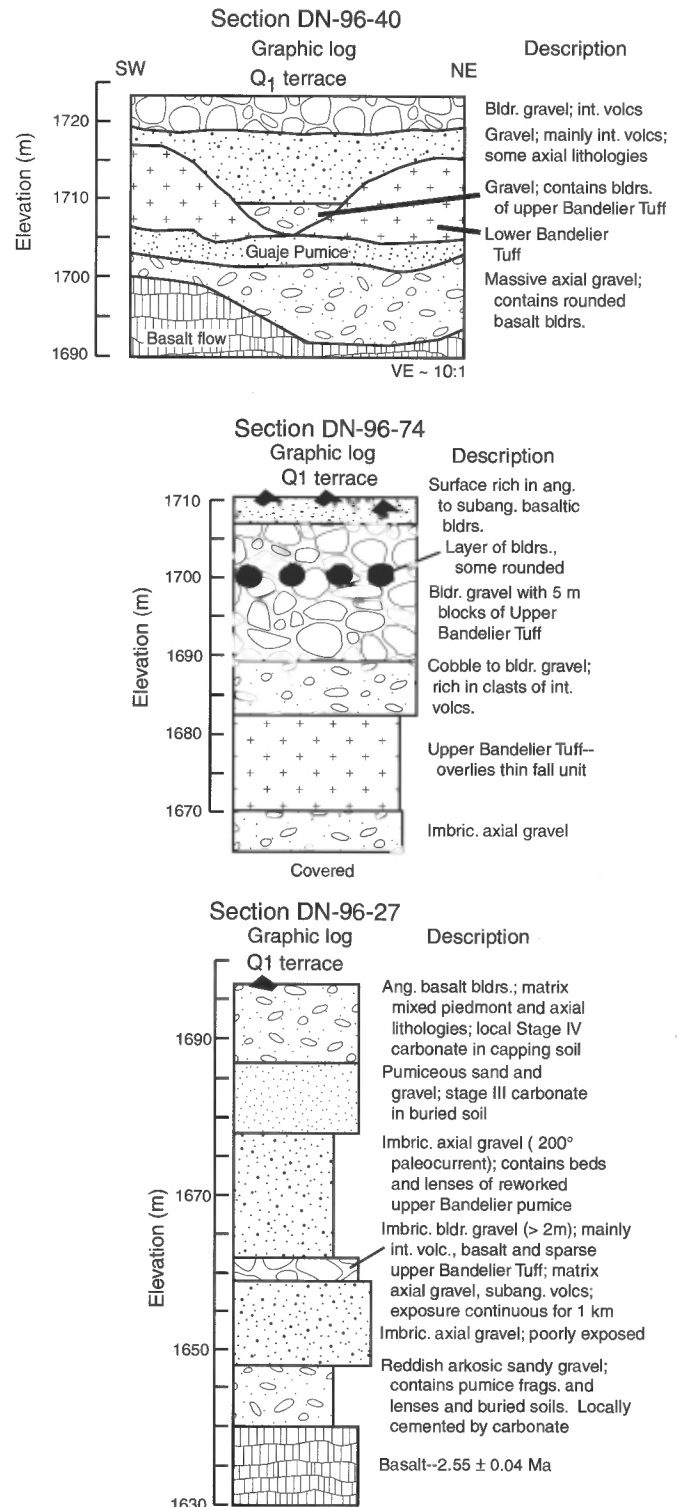 Section DN-96-40
Graphic log
Description
SW
Q1 terrace
NE
Elevation (m)
1720
1710
1700
1690
Bldr. gravel; int. volcs
Gravel; mainly int. volcs;
some axial lithologies
Gravel; contains bldrs.
of upper Bandelier Tuff
Lower Bandelier
Tuff
Guaje Pumice
Massive axial gravel;
contains rounded
basalt bldrs.
Basalt flow
VE ~ 10:1
Section DN-96-74
Graphic log
Description
Q1 terrace
Elevation (m)
1710
1700
1690
1680
1670
Surface rich in ang.
to subang. basaltic
bldrs.
Layer of bldrs.,
some rounded
Bldr. gravel with 5 m
blocks of Upper
Bandelier Tuff
Cobble to bldr. gravel;
rich in clasts of int.
volcs.
Upper Bandelier Tuff--
overlies thin fall unit
Imbric. axial gravel
Covered
Section DN-96-27
Graphic log
Description
Q1 terrace
Elevation (m)
1690
1670
1650
1630
Ang. basalt bldrs.; matrix
mixed piedmont and axial
lithologies; local Stage IV
carbonate in capping soil
Pumiceous sand and
gravel; stage III carbonate
in buried soil
Imbric. axial gravel ( 200°
paleocurrent); contains beds
and lenses of reworked
upper Bandelier pumice
Imbric. bldr. gravel (> 2m); mainly
int. volc., basalt and sparse
upper Bandelier Tuff; matrix
axial gravel, subang. volcs;
exposure continuous for 1 km
Imbric. axial gravel; poorly exposed
Reddish arkosic sandy gravel;
contains pumice frags. and
lenses and buried soils. Locally
cemented by carbonate
Basalt--2.55 ± 0.04 Ma